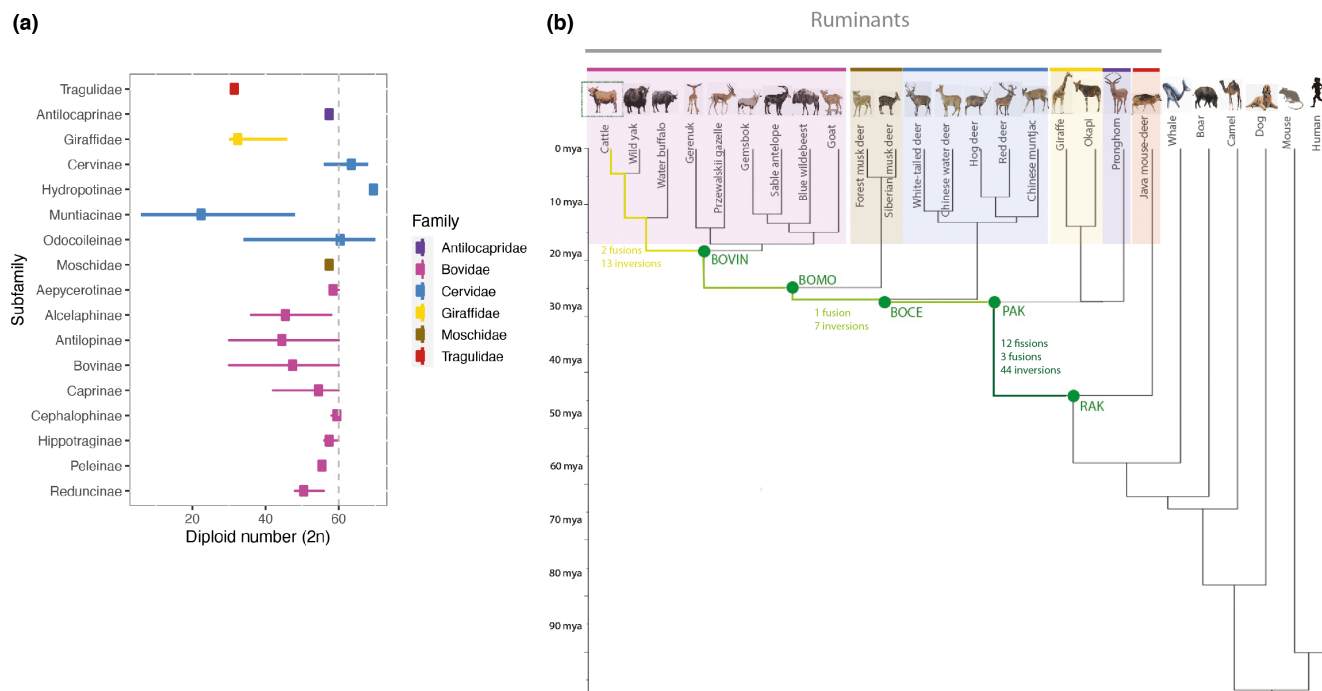 (a)
Tragulidae
Antilocaprinae
Giraffidae
Cervinae
Hydropotinae
Muntiacinae
Odocoileinae
Moschidae
Aepycerotinae
Alcelaphinae
Antilopinae
Bovinae
Caprinae
Cephalophinae
Hippotraginae
Peleinae
Reduncinae
Subfamily
20
40
60
Diploid number (2n)
Family
Antilocapridae
Bovidae
Cervidae
Giraffidae
Moschidae
Tragulidae
(b)
Ruminants
Cattle
Wild yak
Water bufftalo
Gerenruk
Przewalskii gazelle
Gemsbok
Sable antelope
Blue wildebeest
Goat
Forest musk deer
Siberian musk deer
White-tailed deer
Chinese water deer
Hog deer
Red deer
Chinese muntjac
Giraffe
Okapi
Pronghorn
Java mouse-deer
Whale
Boar
Camel
Dog
Mouse
Human
0 mya
10 mya
20 mya
30 mya
40 mya
50 mya
60 mya
70 mya
80 mya
90 mya
2 fusions
13 inversions
BOVIN
BOMO
1 fusion
7 inversions
BOCE
PAK
12 fissions
3 fusions
44 inversions
RAK